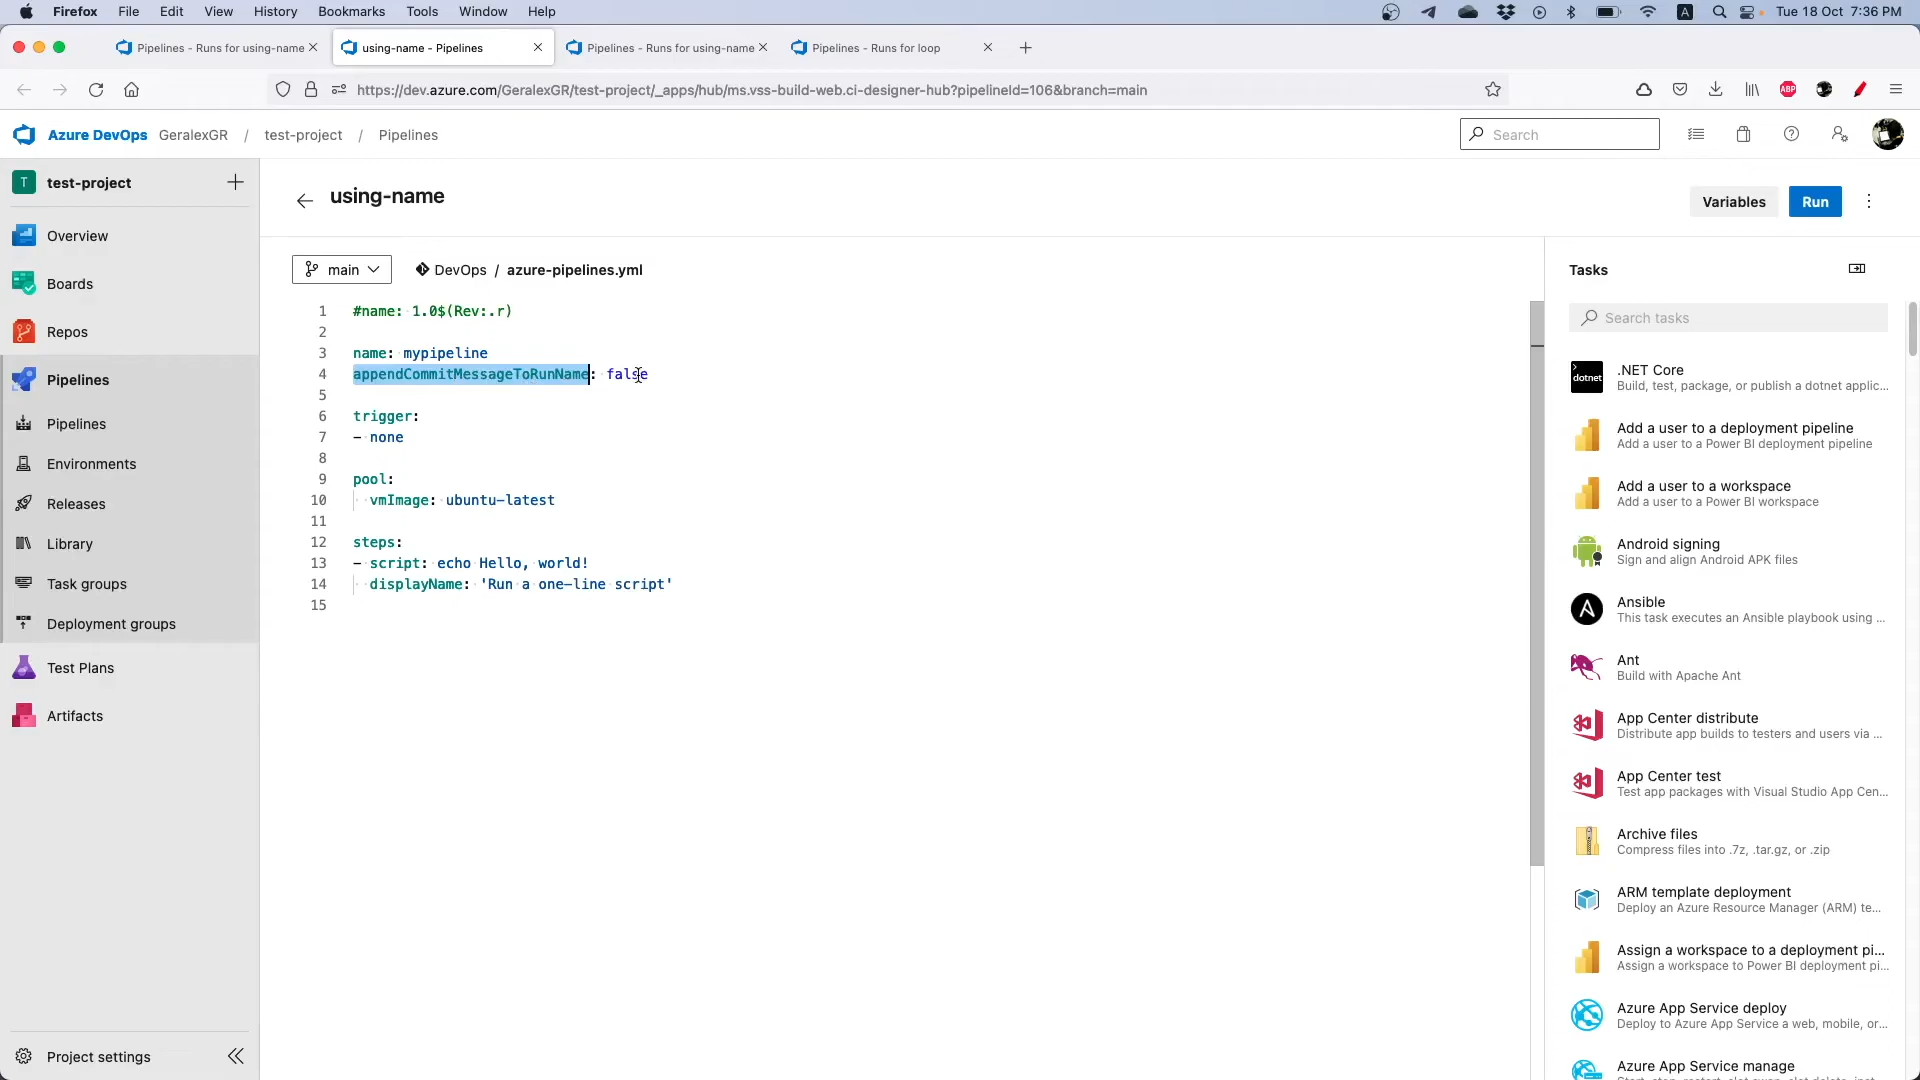 Firefox File Edit View History Bookmarks Tools Window Help A Tue 18 Oct 7:36 PM
Pipelines - Runs for using-name using-name - Pipelines Pipelines - Runs for using-name Pipelines - Runs for loop
https://dev.azure.com/GeralexGR/test-project/_apps/hub/ms.vss-build-web.ci-designer-hub?pipelineId=106&branch=main ABP
Azure DevOps GeralexGR / test-project / Pipelines Search
T test-project
Overview
Boards
Repos
Pipelines
Pipelines
Environments
Releases
Library
Task groups
Deployment groups
Test Plans
Artifacts
Project settings
using-name
Variables Run
main DevOps / azure-pipelines.yml
1 #name: 1.0$(Rev:.r)
2
3 name: mypipeline
4 appendCommitMessageToRunName: false
5
6 trigger:
7 - none
8
9 pool:
10 vmImage: ubuntu-latest
11
12 steps:
13 - script: echo Hello, world!
14 displayName: 'Run a one-line script'
15
Tasks
Search tasks
dotnet
.NET Core
Build, test, package, or publish a dotnet applic...
Add a user to a deployment pipeline
Add a user to a Power BI deployment pipeline
Add a user to a workspace
Add a user to a Power BI workspace
Android signing
Sign and align Android APK files
Ansible
This task executes an Ansible playbook using ...
Ant
Build with Apache Ant
App Center distribute
Distribute app builds to testers and users via ...
App Center test
Test app packages with Visual Studio App Cen...
Archive files
Compress files into .7z, .tar.gz, or .zip
ARM template deployment
Deploy an Azure Resource Manager (ARM) te...
Assign a workspace to a deployment pi...
Assign a workspace to Power BI deployment pi...
Azure App Service deploy
Deploy to Azure App Service a web, mobile, or...
Azure App Service manage